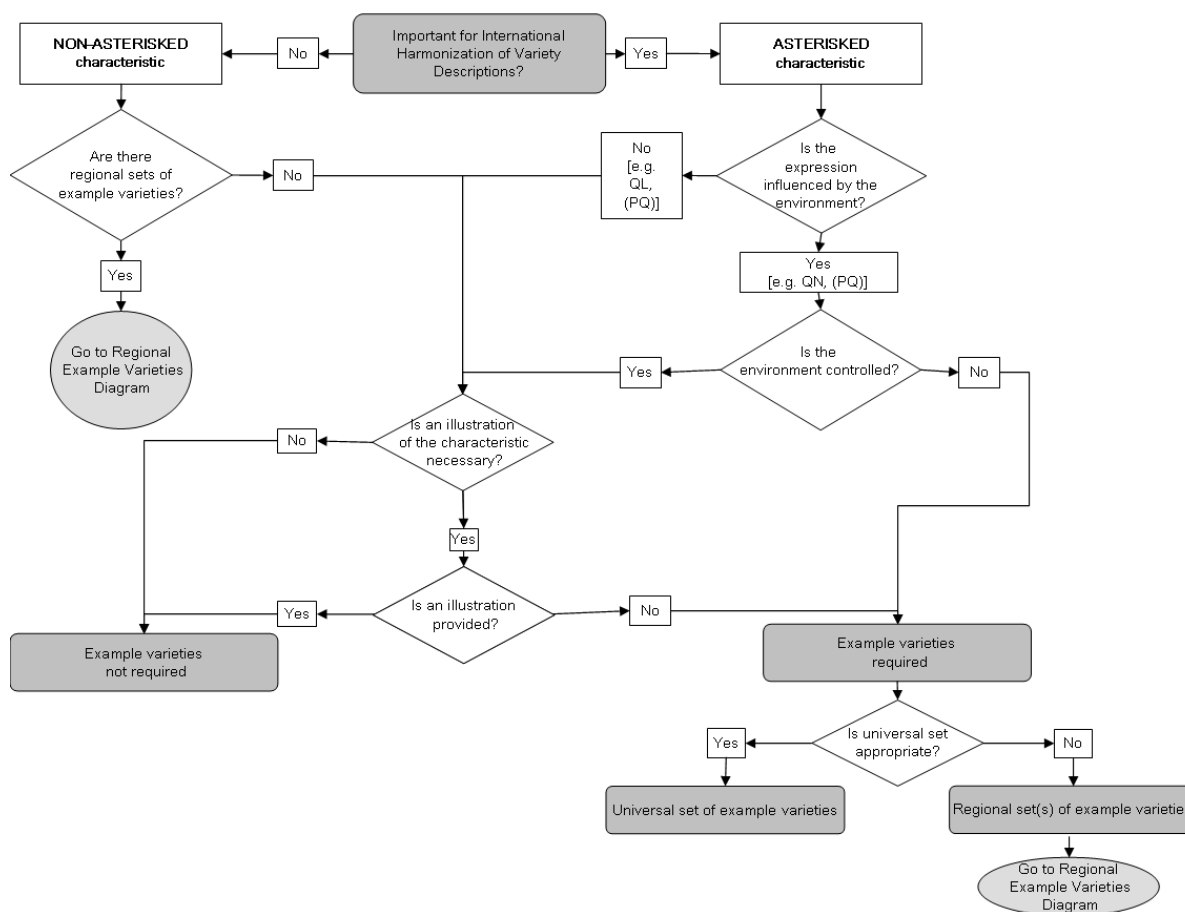 NON-ASTERISKED
characteristic
No
Important for International
Harmonization of Variety
Descriptions?
Yes
ASTERISKED
characteristic
Are there
regional sets of
example varieties?
No
No
[e.g.
QL,
(PQ)]
Is the
expression
influenced by the
environment?
Yes
Yes
[e.g. QN, (PQ)]
Go to Regional
Example Varieties
Diagram
Yes
Is the
environment controlled?
No
No
Is an illustration
of the characteristic
necessary?
Yes
Yes
Is an illustration
provided?
No
Example varieties
not required
Example varieties
required
Yes
Is universal set
appropriate?
No
Universal set of example varieties
Regional set(s) of example varietie
Go to Regional
Example Varieties
Diagram